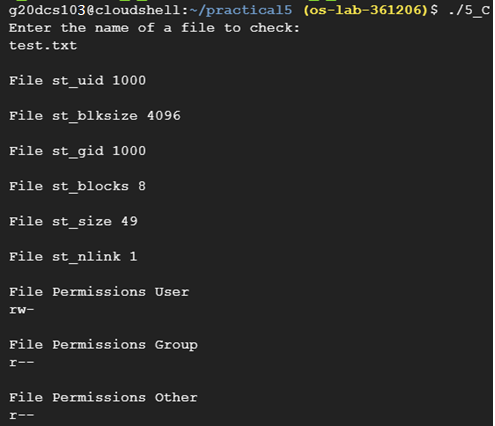 g20dcs103@cloudshell:~/practical5 (os-lab-361206)$ ./5_C
Enter the name of a file to check:
test.txt
File st_uid 1000
File st_blksize 4096
File st_gid 1000
File st_blocks 8
File st_size 49
File st_nlink 1
File Permissions User
rw-
File Permissions Group
r--
File Permissions Other
r--